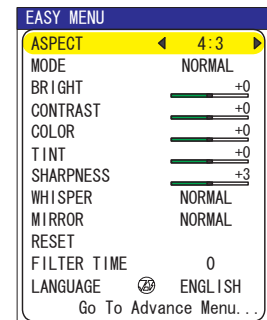 EASY MENU
ASPECT 4:3
MODE NORMAL
BRIGHT +0
CONTRAST +0
COLOR +0
TINT +0
SHARPNESS +3
WHISPER NORMAL
MIRROR NORMAL
RESET
FILTER TIME 0
LANGUAGE ENGLISH
Go To Advance Menu...